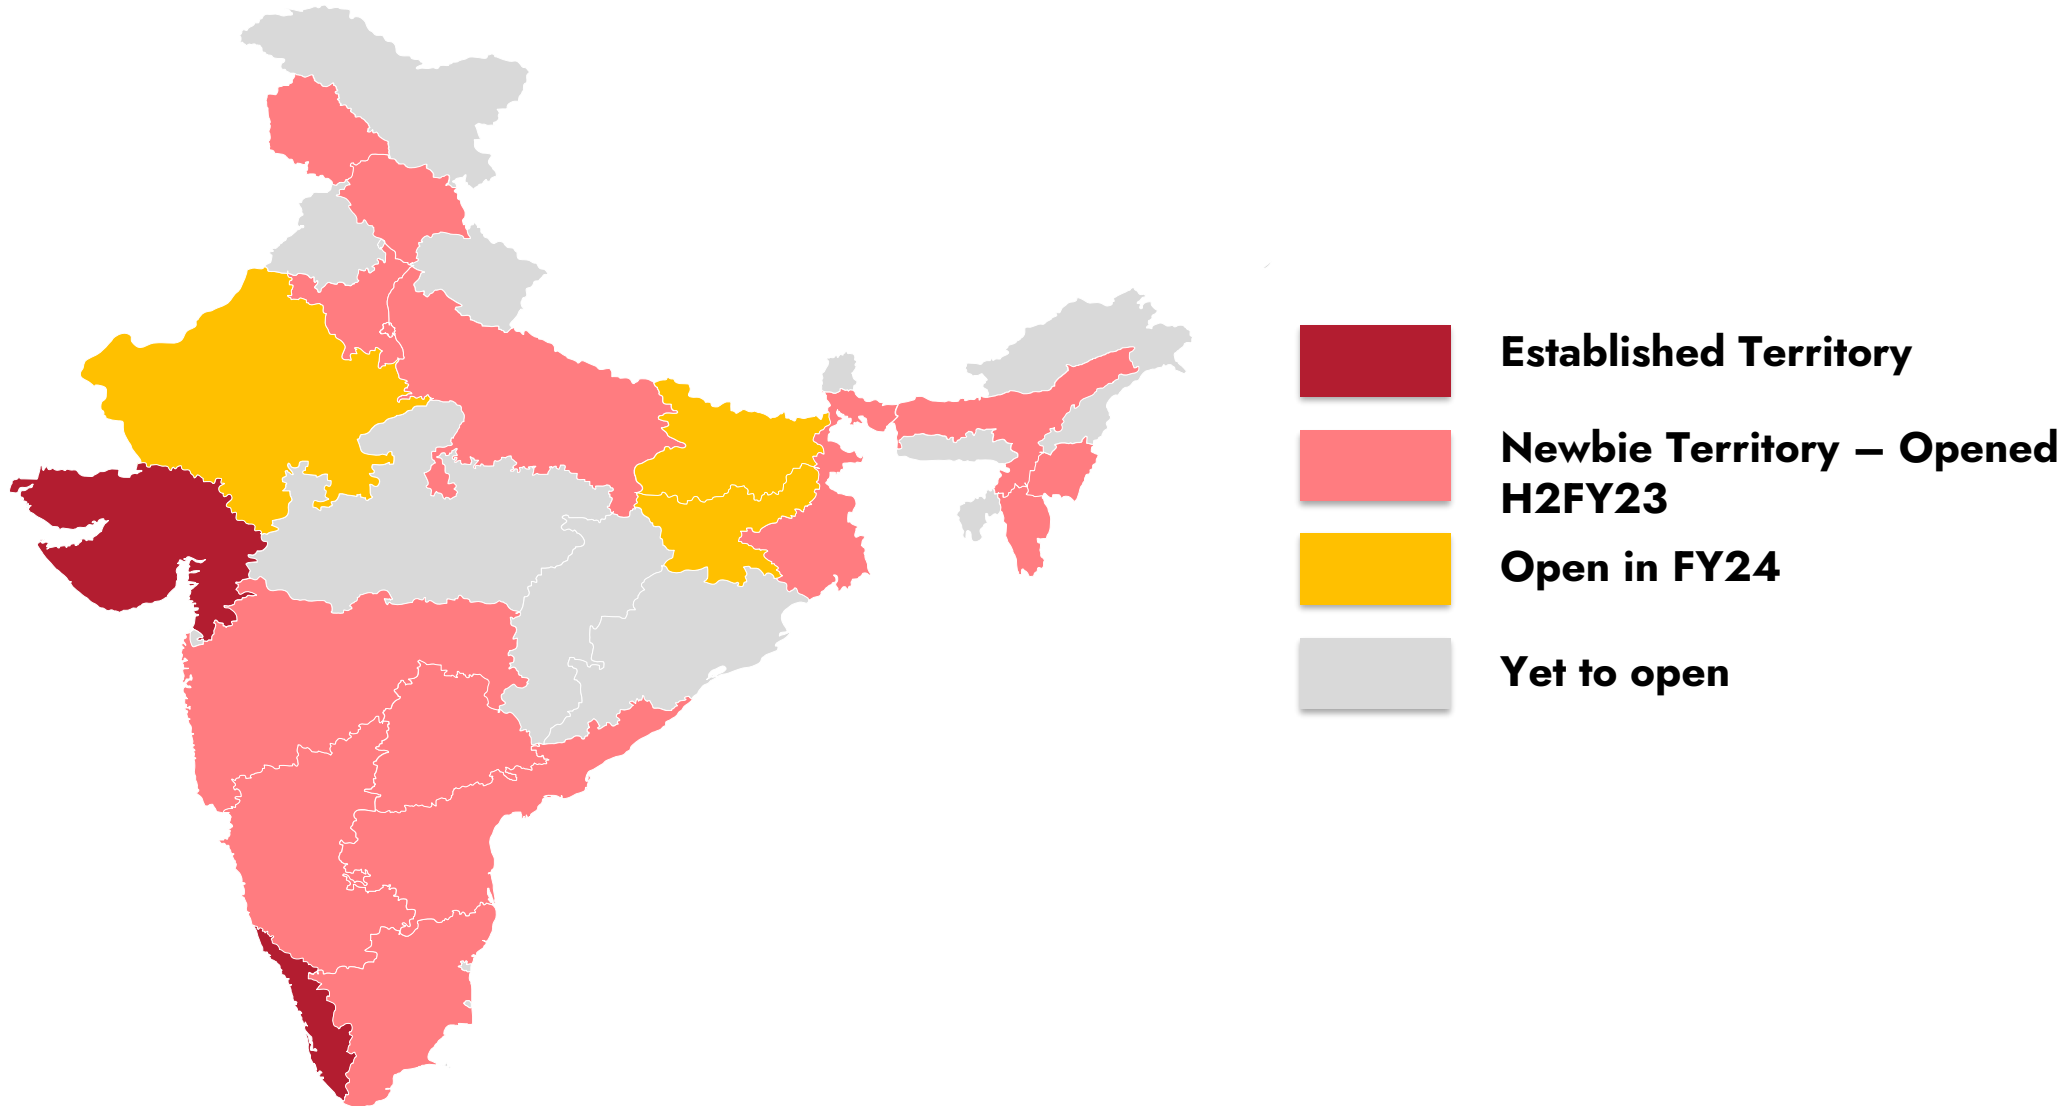 Established Territory
Newbie Territory – Opened
H2FY23
Open in FY24
Yet to open